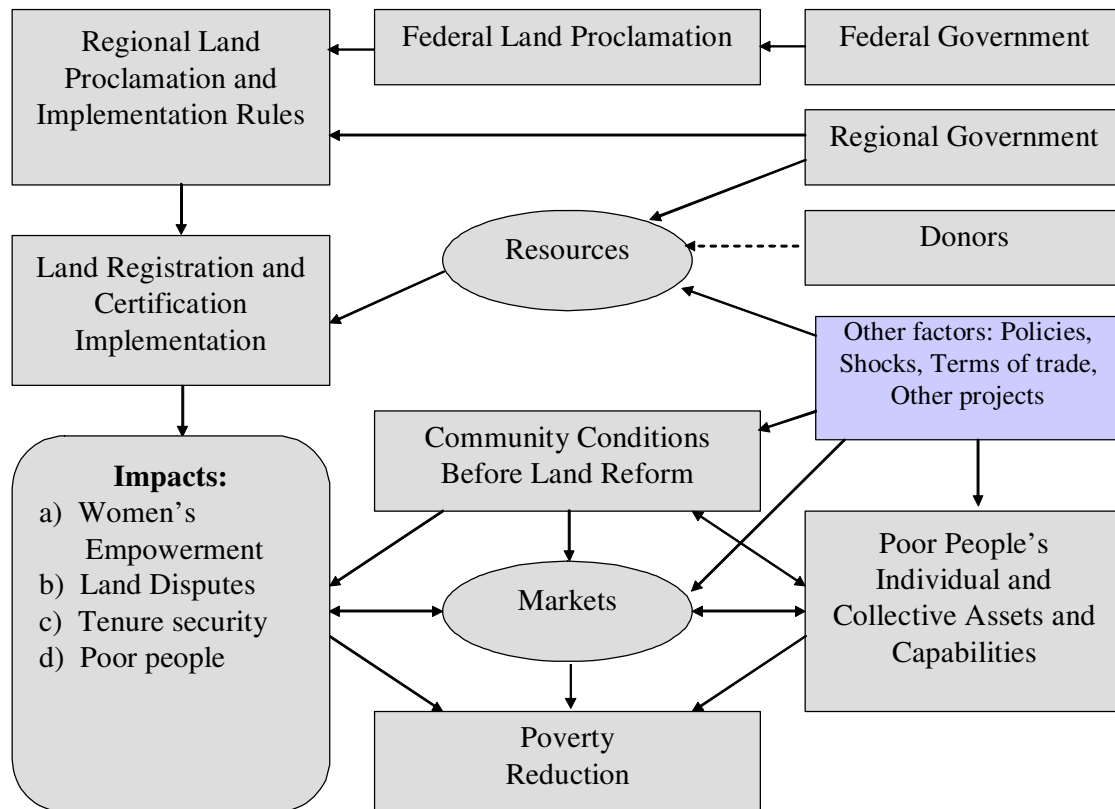 Regional Land
Proclamation and
Implementation Rules
Federal Land Proclamation
Federal Government
Regional Government
Donors
Resources
Land Registration and
Certification
Implementation
Other factors: Policies,
Shocks, Terms of trade,
Other projects
Community Conditions
Before Land Reform
Impacts:
a) Women’s
Empowerment
b) Land Disputes
c) Tenure security
d) Poor people
Markets
Poor People’s
Individual and
Collective Assets and
Capabilities
Poverty
Reduction